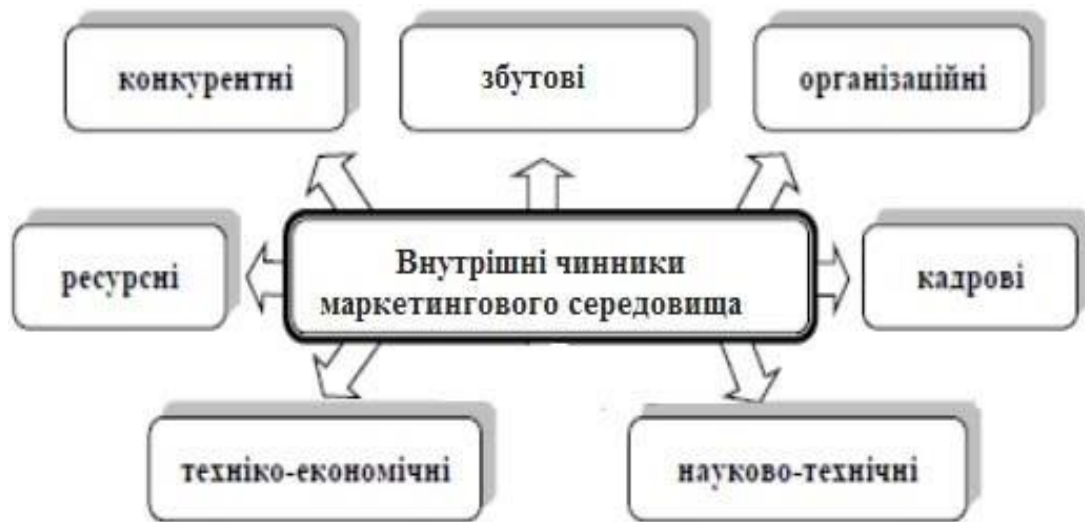 конкурентні
збутові
організаційні
ресурсні
Внутрішні чинники
маркетингового середовища
кадрові
техніко-економічні
науково-технічні